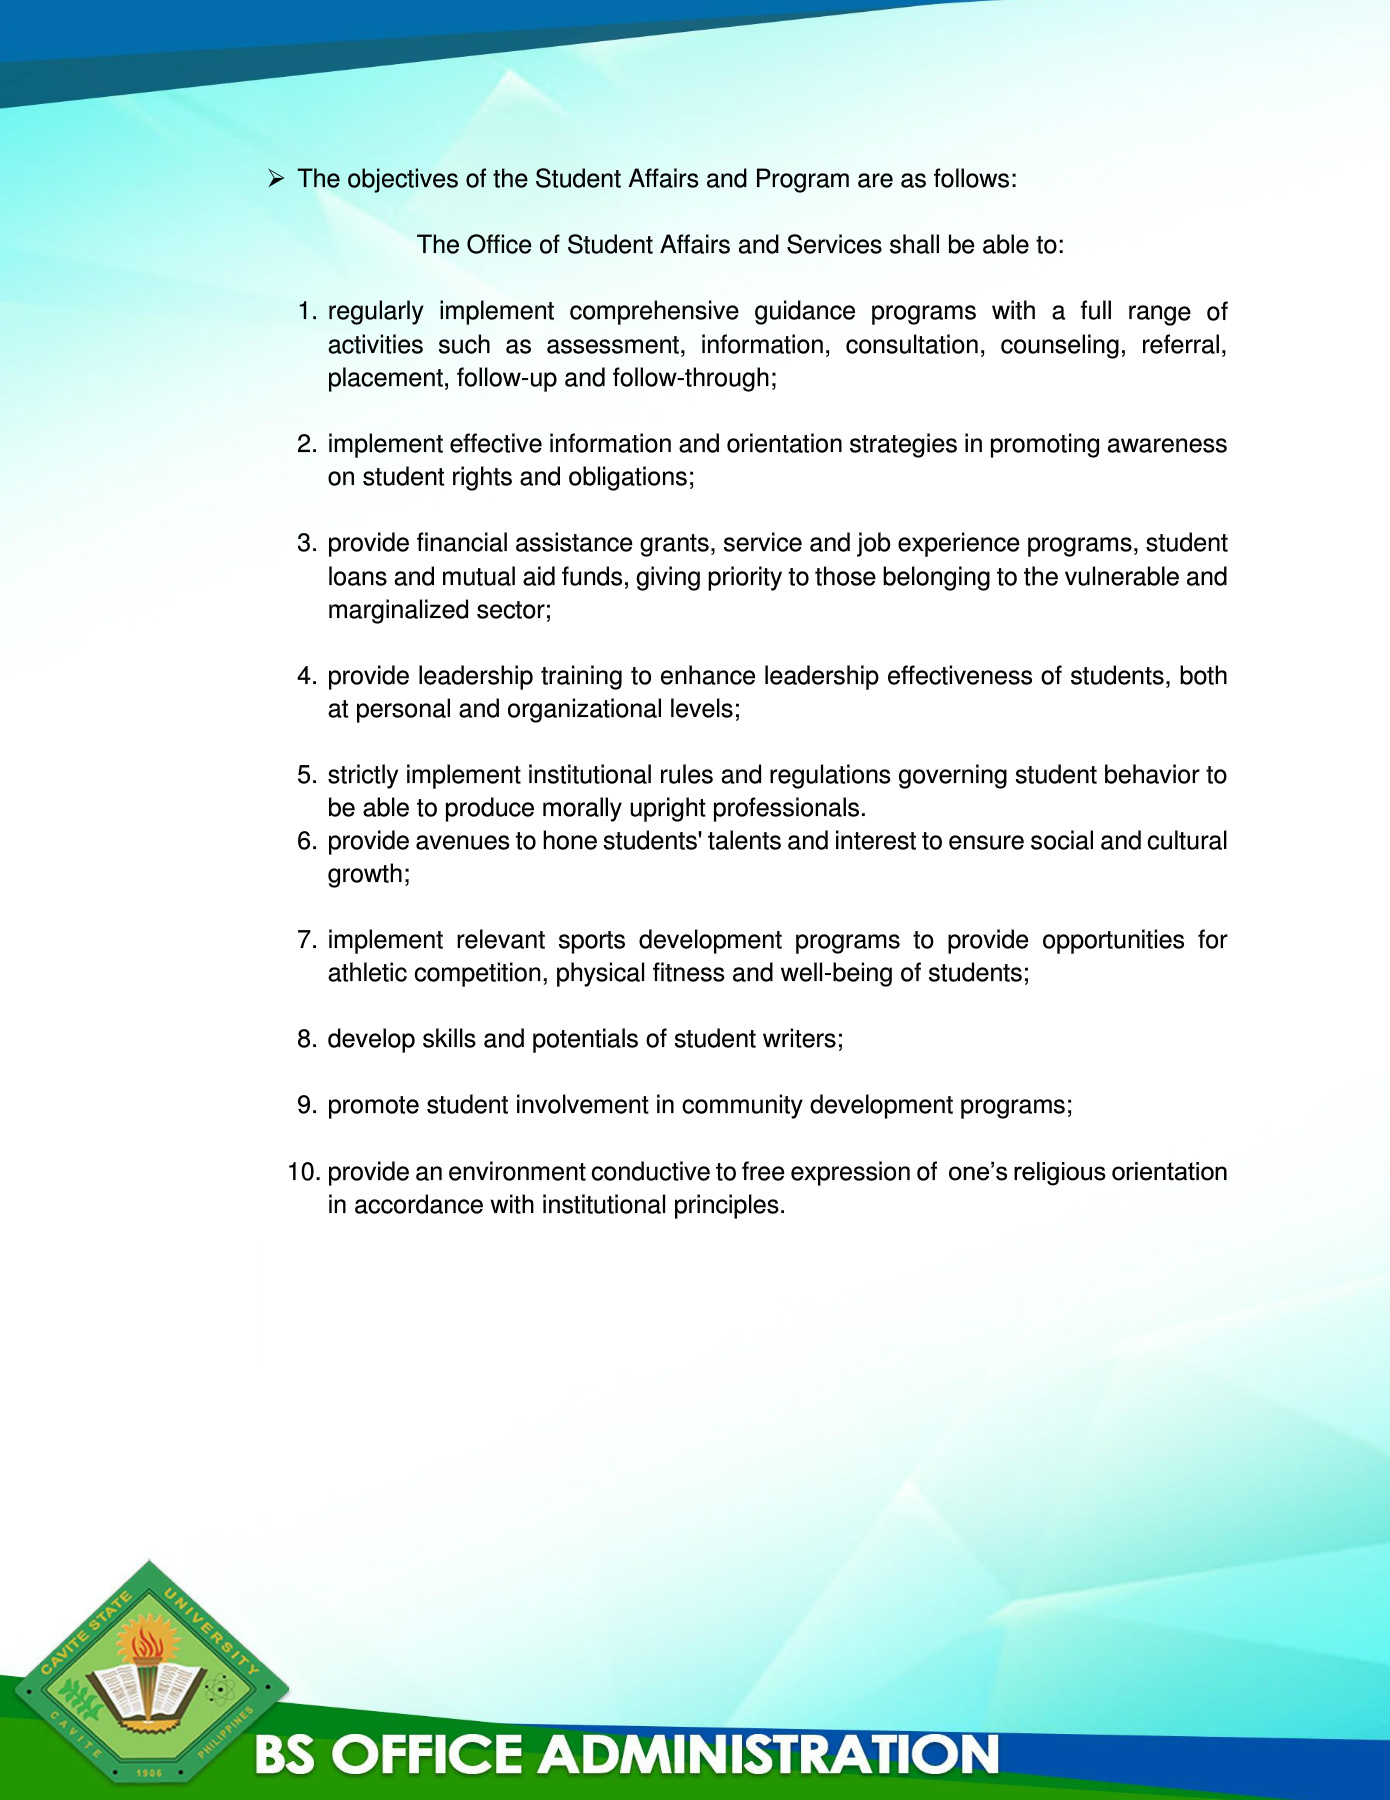 ➢ The objectives of the Student Affairs and Program are as follows:
The Office of Student Affairs and Services shall be able to:
1. regularly implement comprehensive guidance programs with a full range of
activities such as assessment, information, consultation, counseling, referral,
placement, follow-up and follow-through;
2. implement effective information and orientation strategies in promoting awareness
on student rights and obligations;
3. provide financial assistance grants, service and job experience programs, student
loans and mutual aid funds, giving priority to those belonging to the vulnerable and
marginalized sector;
4. provide leadership training to enhance leadership effectiveness of students, both
at personal and organizational levels;
5. strictly implement institutional rules and regulations governing student behavior to
be able to produce morally upright professionals.
6. provide avenues to hone students' talents and interest to ensure social and cultural
growth;
7. implement relevant sports development programs to provide opportunities for
athletic competition, physical fitness and well-being of students;
8. develop skills and potentials of student writers;
9. promote student involvement in community development programs;
10. provide an environment conductive to free expression of one’s religious orientation
in accordance with institutional principles.
CAVITE STATE UNIVERSITY
CAVITE PHILIPPINES
1906
BS OFFICE ADMINISTRATION